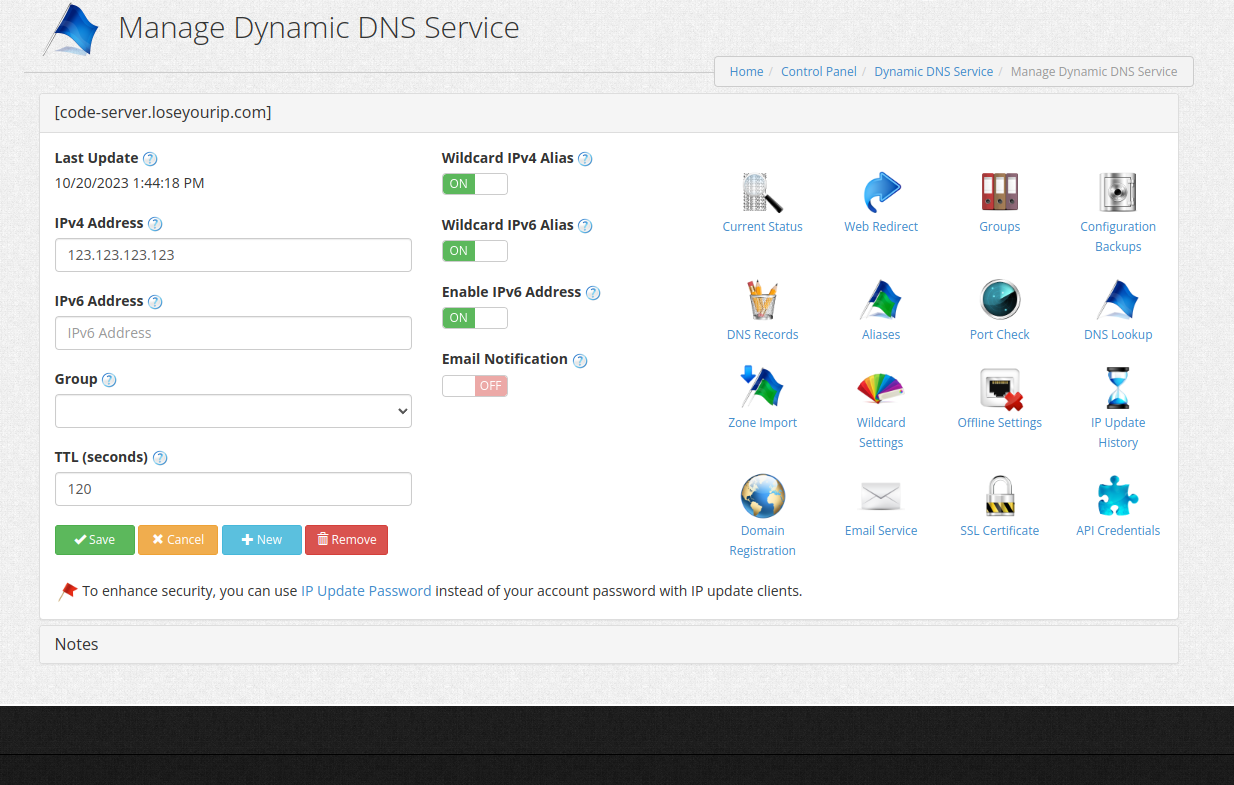 Manage Dynamic DNS Service
Home / Control Panel / Dynamic DNS Service / Manage Dynamic DNS Service
[code-server.loseyourip.com]
Last Update ?
10/20/2023 1:44:18 PM
IPv4 Address ?
123.123.123.123
IPv6 Address ?
IPv6 Address
Group ?
TTL (seconds) ?
120
Save
Cancel
New
Remove
Wildcard IPv4 Alias ?
ON
Wildcard IPv6 Alias ?
ON
Enable IPv6 Address ?
ON
Email Notification ?
OFF
Current Status
Web Redirect
Groups
Configuration
Backups
DNS Records
Aliases
Port Check
DNS Lookup
Zone Import
Wildcard
Settings
Offline Settings
IP Update
History
Domain
Registration
Email Service
SSL Certificate
API Credentials
To enhance security, you can use IP Update Password instead of your account password with IP update clients.
Notes